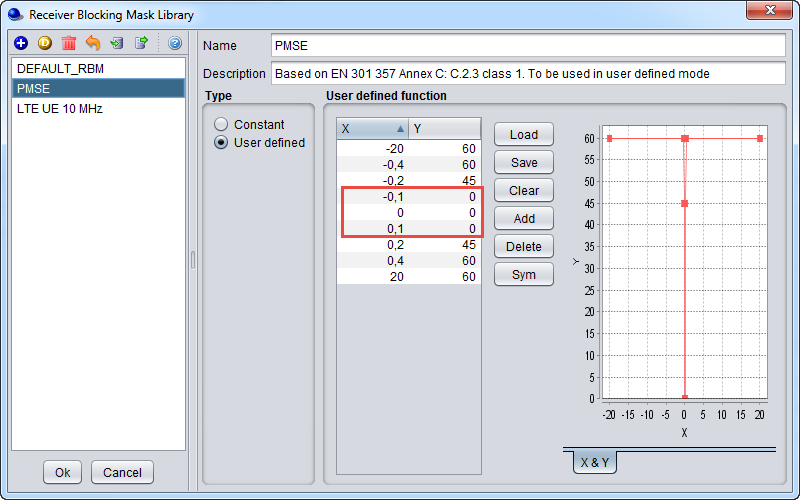 Receiver Blocking Mask Library
DEFAULT_RBM
PMSE
LTE UE 10 MHz
Ok
Cancel
Name
PMSE
Description
Based on EN 301 357 Annex C: C.2.3 class 1. To be used in user defined mode
Type
Constant
User defined
User defined function
X Y
-20 60
-0,4 60
-0,2 45
-0,1 0
0 0
0,1 0
0,2 45
0,4 60
20 60
Load
Save
Clear
Add
Delete
Sym
60
55
50
45
40
35
30
25
20
15
10
5
0
Y
-20 -15 -10 -5 0 5 10 15 20
X
X & Y